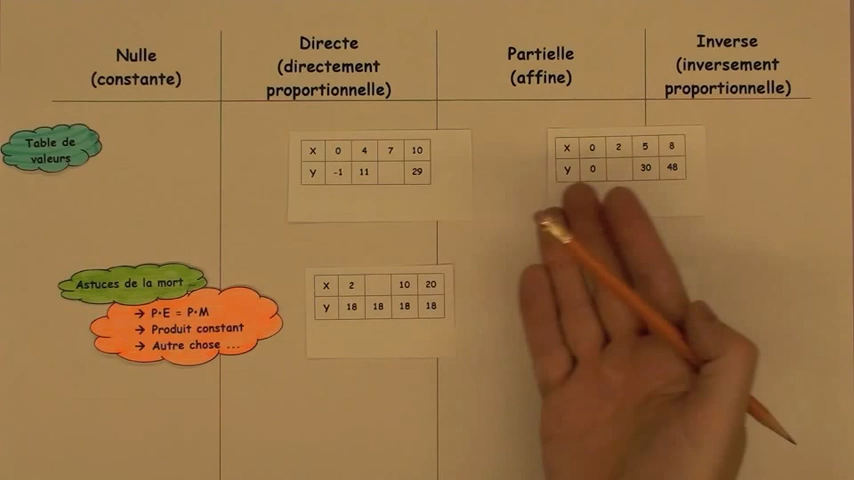 Nulle
(constante)
Directe
(directement
proportionnelle)
Partielle
(affine)
Inverse
(inversement
proportionnelle)
Table de
valeurs
X 0 4 7 10
Y -1 11 29
X 0 2 5 8
Y 0 30 48
Astuces de la mort ...
→ P•E = P•M
→ Produit constant
→ Autre chose ...
X 2 10 20
Y 18 18 18 18